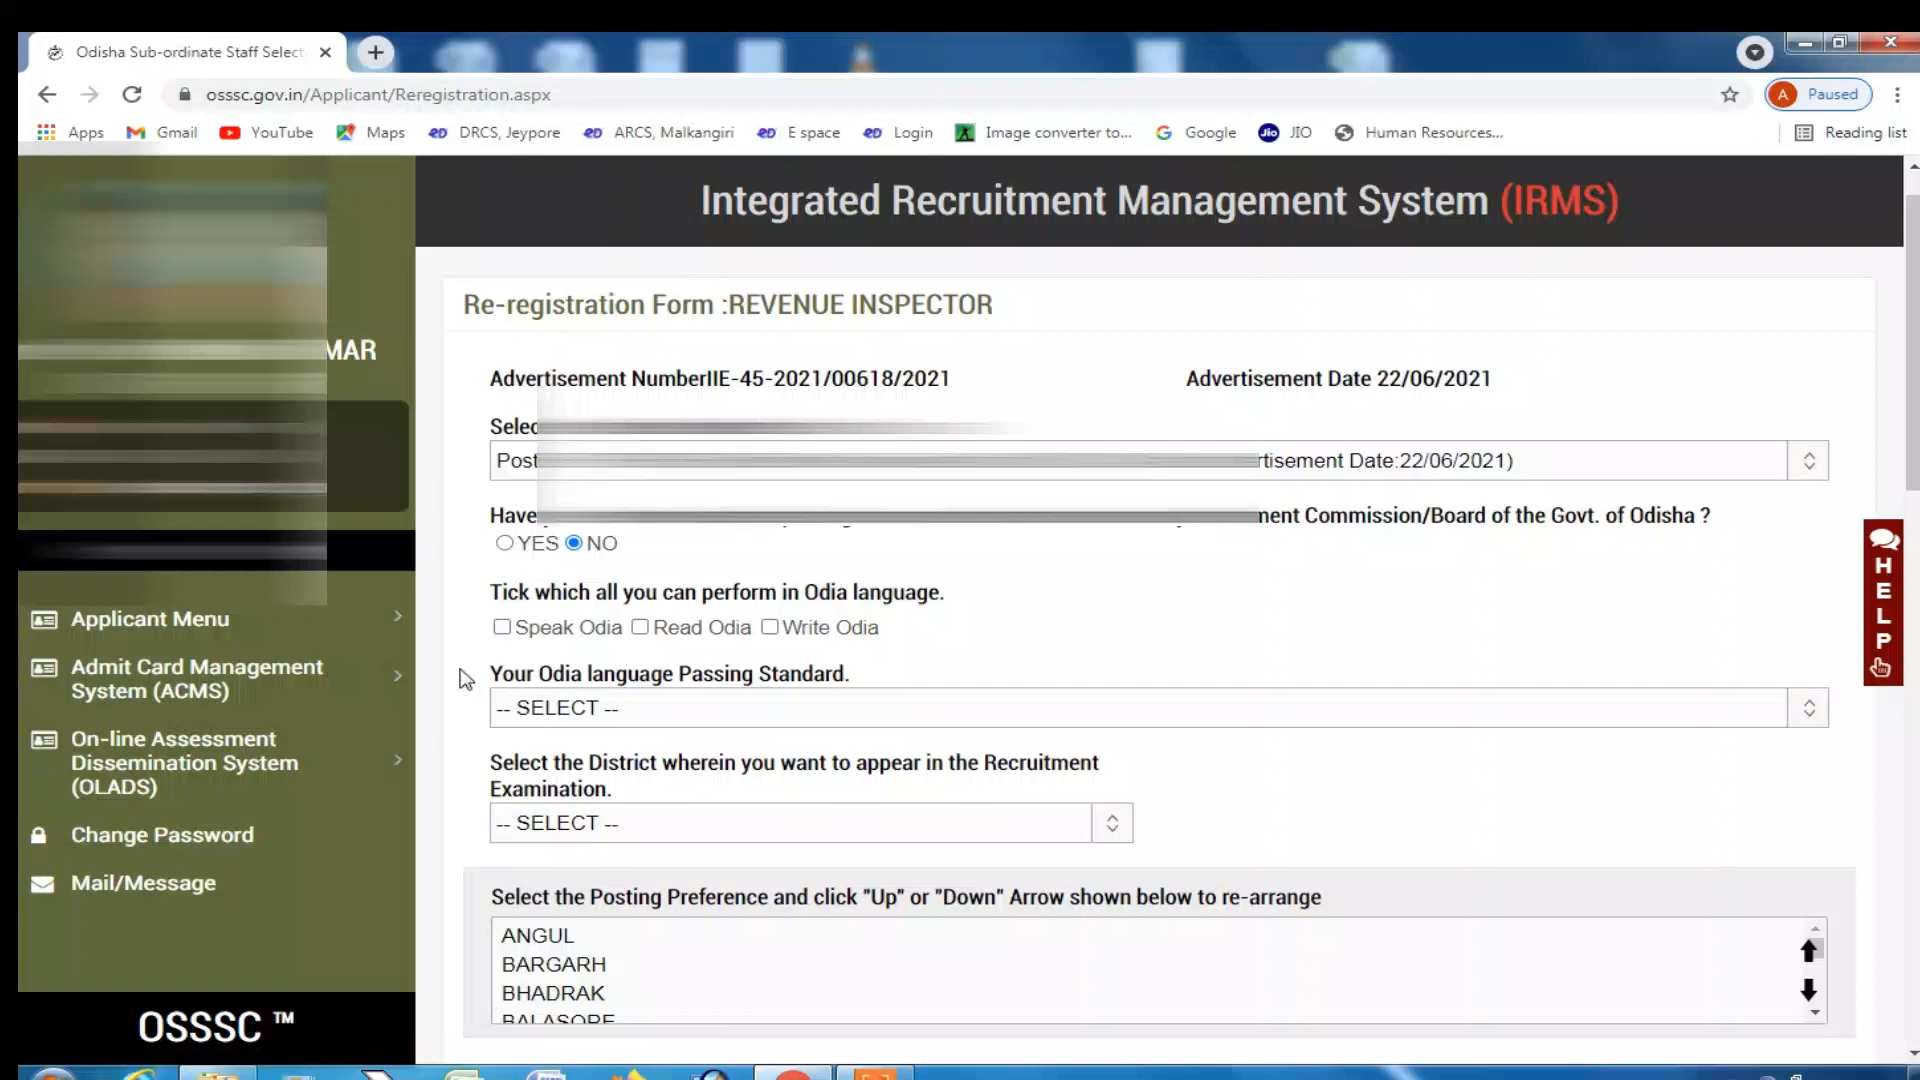 Odisha Sub-ordinate Staff Select
osssc.gov.in/Applicant/Reregistration.aspx
A Paused
Apps Gmail YouTube Maps DRCS, Jeypore ARCS, Malkangiri E space Login Image converter to... Google Jio JIO Human Resources... Reading list
Integrated Recruitment Management System (IRMS)
Re-registration Form :REVENUE INSPECTOR
MAR
Advertisement NumberIIE-45-2021/00618/2021 Advertisement Date 22/06/2021
Post Date:22/06/2021)
Have Commission/Board of the Govt. of Odisha ?
YES NO
Tick which all you can perform in Odia language.
Speak Odia Read Odia Write Odia
Your Odia language Passing Standard.
-- SELECT --
Select the District wherein you want to appear in the Recruitment
Examination.
-- SELECT --
Select the Posting Preference and click "Up" or "Down" Arrow shown below to re-arrange
ANGUL
BARGARH
BHADRAK
BALASORE
Applicant Menu
Admit Card Management
System (ACMS)
On-line Assessment
Dissemination System
(OLADS)
Change Password
Mail/Message
OSSSC ™
HELP